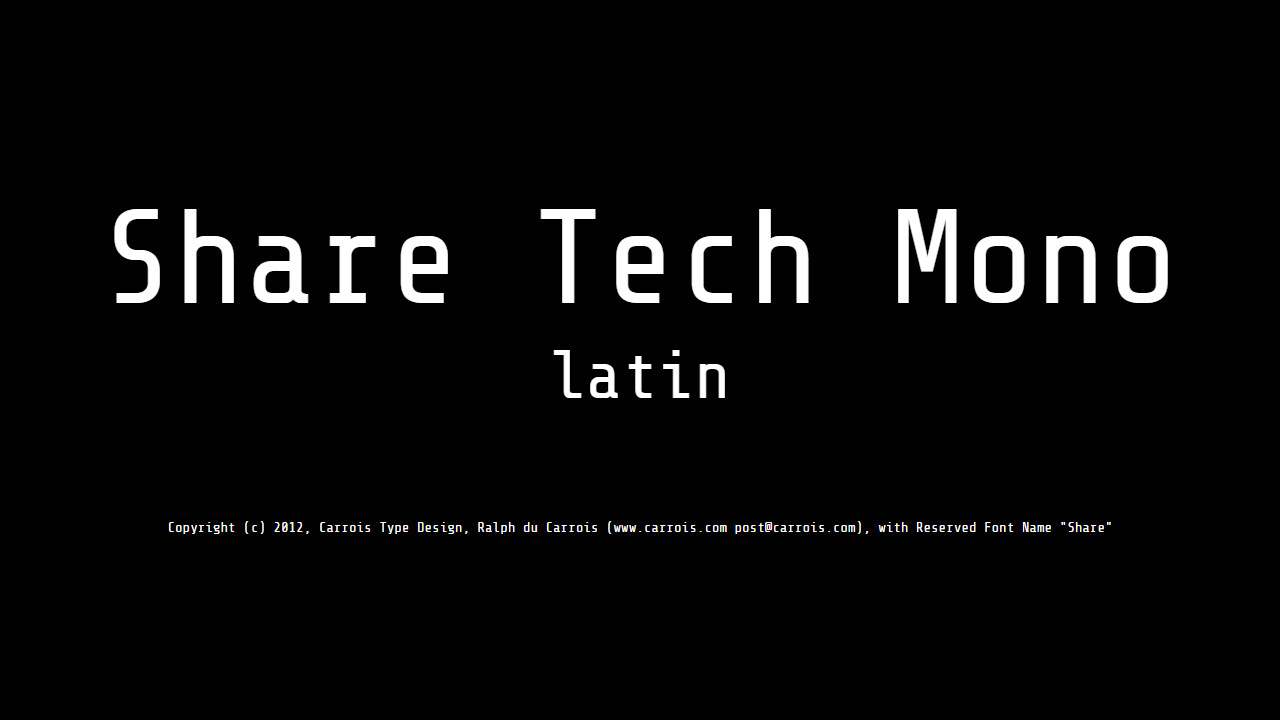 Share Tech Mono
latin
Copyright (c) 2012, Carrois Type Design, Ralph du Carrois (www.carrois.com post@carrois.com), with Reserved Font Name "Share"